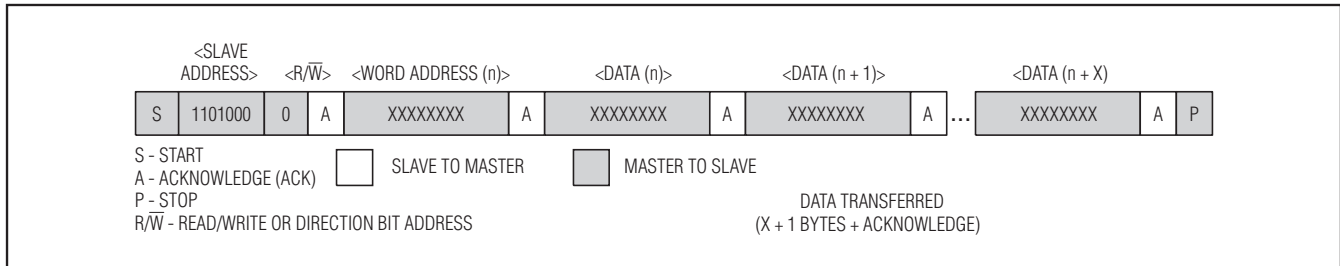 <SLAVE
ADDRESS> <R/W̅> <WORD ADDRESS (n)> <DATA (n)> <DATA (n + 1)> <DATA (n + X)
S 1101000 0 A XXXXXXXX A XXXXXXXX A XXXXXXXX A ... XXXXXXXX A P
S - START
A - ACKNOWLEDGE (ACK) SLAVE TO MASTER MASTER TO SLAVE
P - STOP DATA TRANSFERRED
R/W̅ - READ/WRITE OR DIRECTION BIT ADDRESS (X + 1 BYTES + ACKNOWLEDGE)